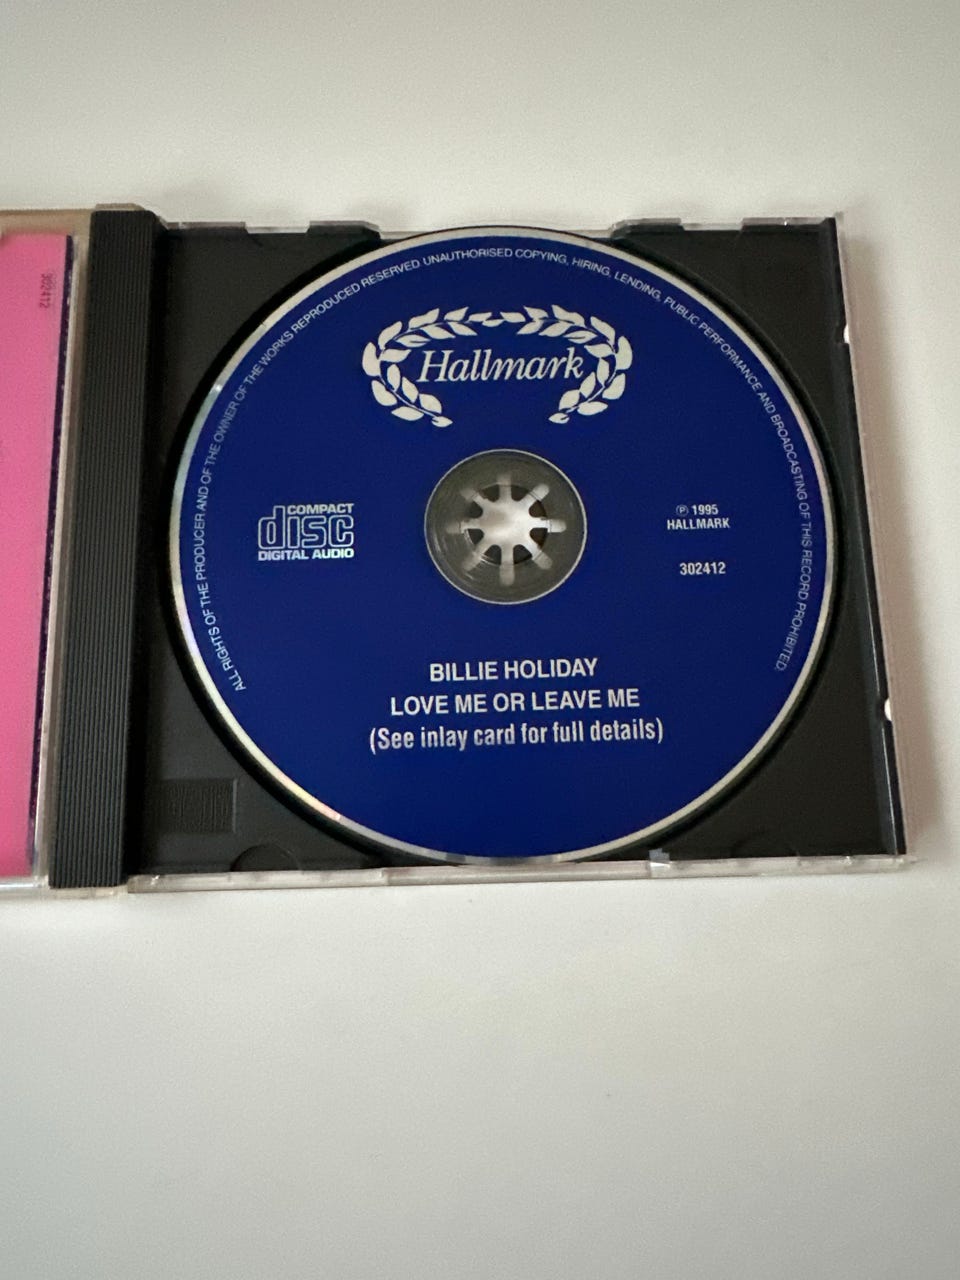 302412
ALL RIGHTS OF THE PRODUCER AND OF THE OWNER OF THE WORKS REPRODUCED RESERVED UNAUTHORISED COPYING, HIRING, LENDING, PUBLIC PERFORMANCE AND BROADCASTING OF THIS RECORD PROHIBITED.
Hallmark
COMPACT
disc
DIGITAL AUDIO
℗ 1995
HALLMARK
302412
BILLIE HOLIDAY
LOVE ME OR LEAVE ME
(See inlay card for full details)